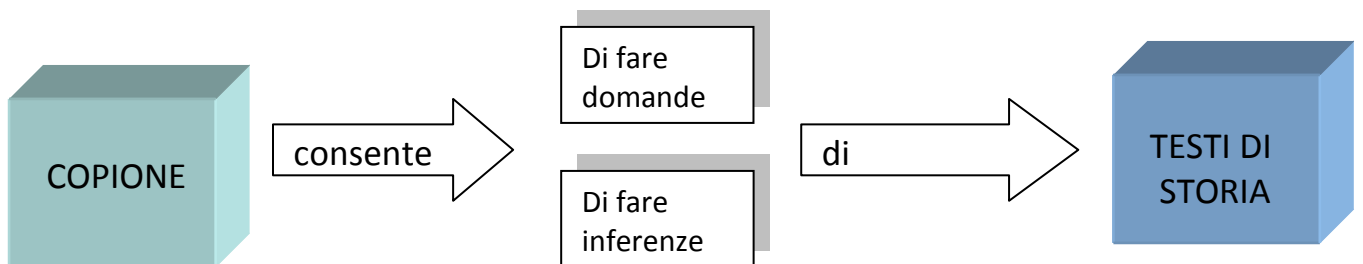 COPIONE
consente
Di fare
domande
Di fare
inferenze
di
TESTI DI
STORIA